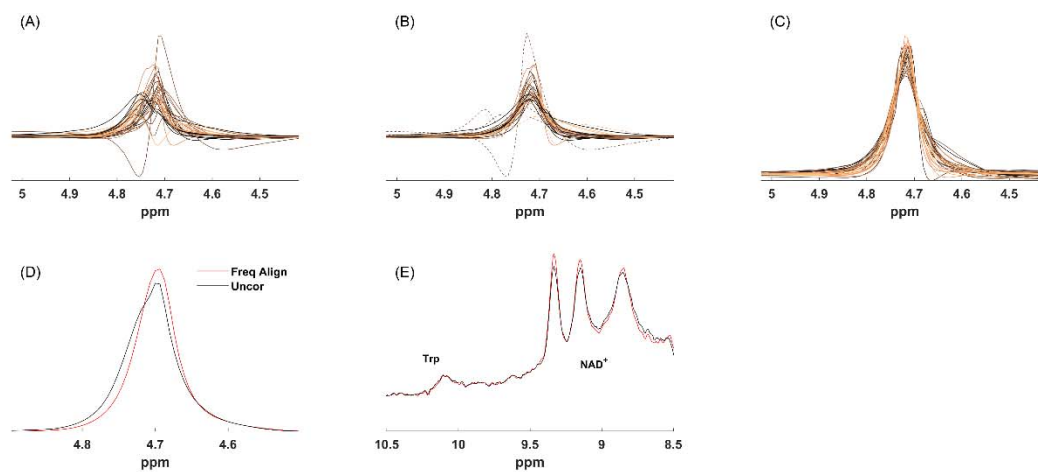 (A)
(B)
(C)
5 4.9 4.8 4.7 4.6 4.5
ppm
5 4.9 4.8 4.7 4.6 4.5
ppm
5 4.9 4.8 4.7 4.6 4.5
ppm
(D)
Freq Align
Uncor
4.8 4.7 4.6
ppm
(E)
Trp
NAD+
10.5 10 9.5 9 8.5
ppm